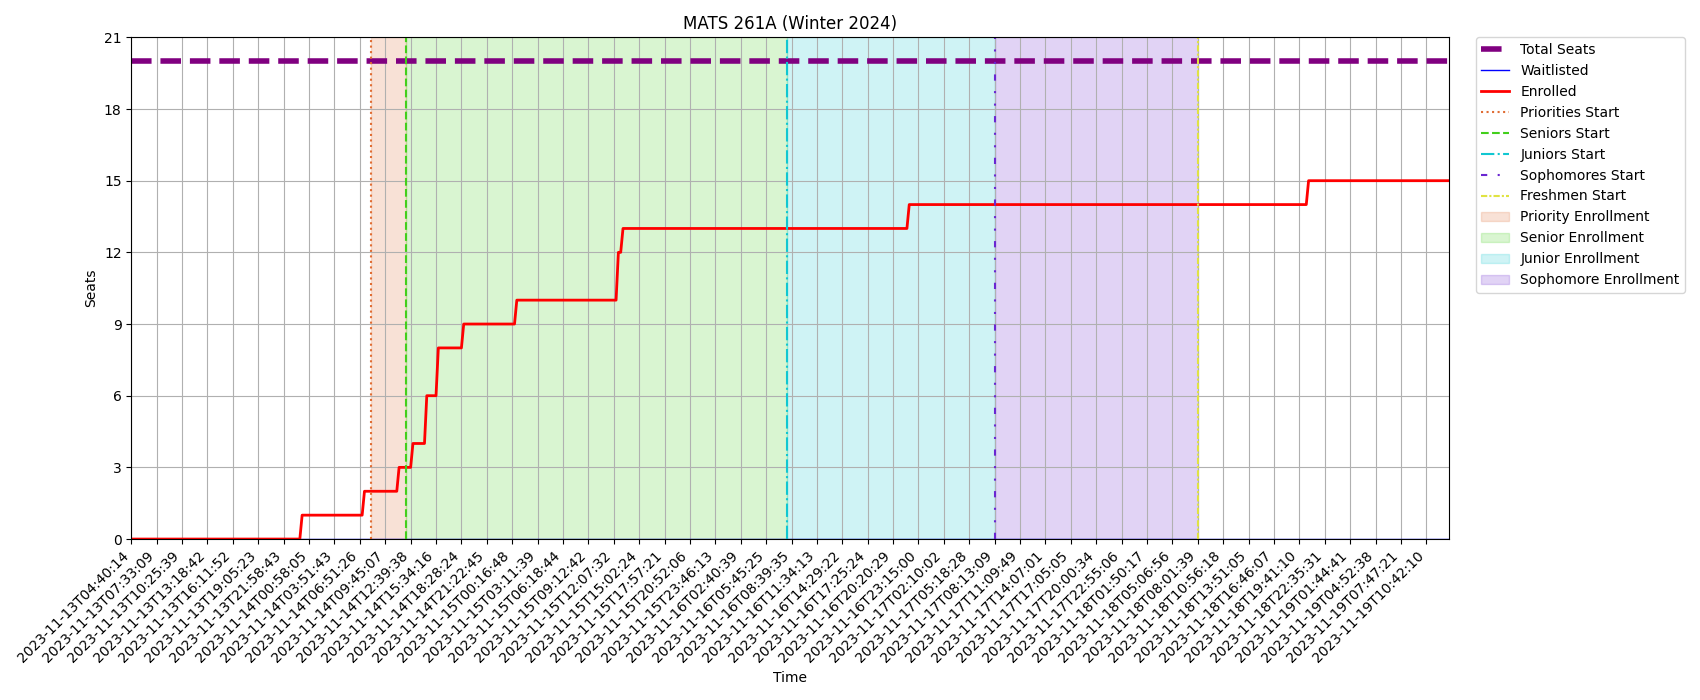 MATS 261A (Winter 2024)
21
18
15
12
9
6
3
0
Seats
2023-11-13T04:40:14
2023-11-13T07:33:09
2023-11-13T10:25:39
2023-11-13T13:18:42
2023-11-13T16:11:52
2023-11-13T19:05:23
2023-11-13T21:58:43
2023-11-14T00:58:05
2023-11-14T03:51:43
2023-11-14T06:51:26
2023-11-14T09:45:07
2023-11-14T12:39:38
2023-11-14T15:34:16
2023-11-14T18:28:24
2023-11-14T21:22:45
2023-11-15T00:16:48
2023-11-15T03:11:39
2023-11-15T06:18:44
2023-11-15T09:12:42
2023-11-15T12:07:32
2023-11-15T15:02:24
2023-11-15T17:57:21
2023-11-15T20:52:06
2023-11-15T23:46:13
2023-11-16T02:40:39
2023-11-16T05:45:25
2023-11-16T08:39:35
2023-11-16T11:34:13
2023-11-16T14:29:22
2023-11-16T17:25:24
2023-11-16T20:20:29
2023-11-16T23:15:00
2023-11-17T02:10:02
2023-11-17T05:18:28
2023-11-17T08:13:09
2023-11-17T11:09:49
2023-11-17T14:07:01
2023-11-17T17:05:05
2023-11-17T20:00:34
2023-11-17T22:55:06
2023-11-18T01:50:17
2023-11-18T05:06:56
2023-11-18T08:01:39
2023-11-18T10:56:18
2023-11-18T13:51:05
2023-11-18T16:46:07
2023-11-18T19:41:10
2023-11-18T22:35:31
2023-11-19T01:44:41
2023-11-19T04:52:38
2023-11-19T07:47:21
2023-11-19T10:42:10
Time
Total Seats
Waitlisted
Enrolled
Priorities Start
Seniors Start
Juniors Start
Sophomores Start
Freshmen Start
Priority Enrollment
Senior Enrollment
Junior Enrollment
Sophomore Enrollment